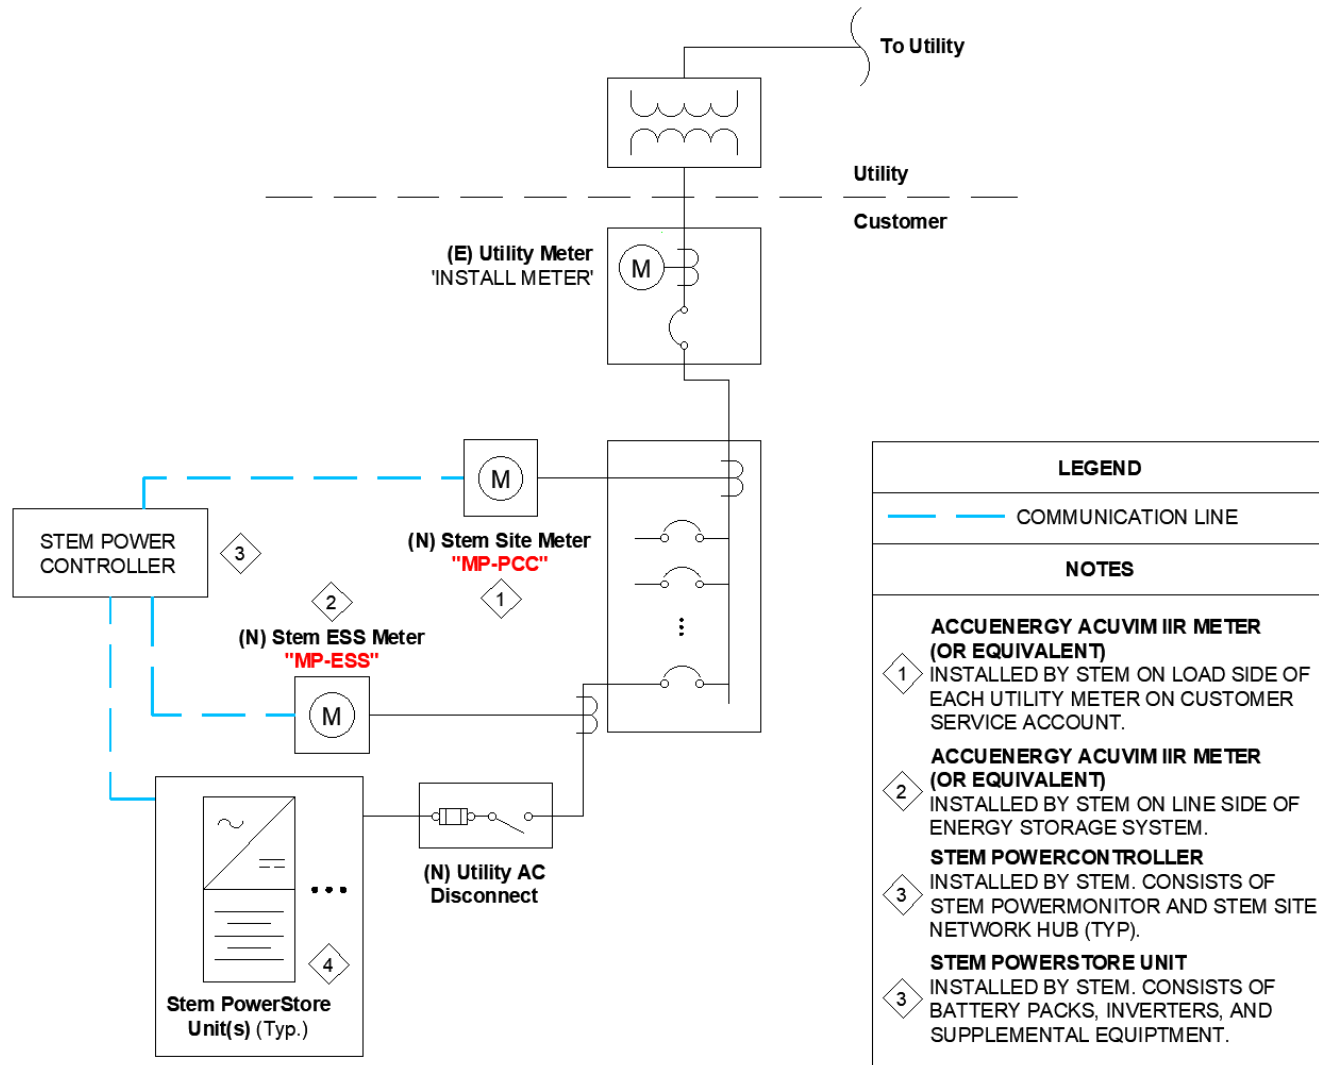 To Utility
Utility
Customer
(E) Utility Meter
'INSTALL METER'
M
M
(N) Stem Site Meter
"MP-PCC"
1
STEM POWER
CONTROLLER
3
2
(N) Stem ESS Meter
"MP-ESS"
M
(N) Utility AC
Disconnect
4
Stem PowerStore
Unit(s) (Typ.)
LEGEND
COMMUNICATION LINE
NOTES
1
ACCUENERGY ACUVIM IIR METER
(OR EQUIVALENT)
INSTALLED BY STEM ON LOAD SIDE OF
EACH UTILITY METER ON CUSTOMER
SERVICE ACCOUNT.
2
ACCUENERGY ACUVIM IIR METER
(OR EQUIVALENT)
INSTALLED BY STEM ON LINE SIDE OF
ENERGY STORAGE SYSTEM.
3
STEM POWERCONTROLLER
INSTALLED BY STEM. CONSISTS OF
STEM POWERMONITOR AND STEM SITE
NETWORK HUB (TYP).
3
STEM POWERSTORE UNIT
INSTALLED BY STEM. CONSISTS OF
BATTERY PACKS, INVERTERS, AND
SUPPLEMENTAL EQUIPTMENT.